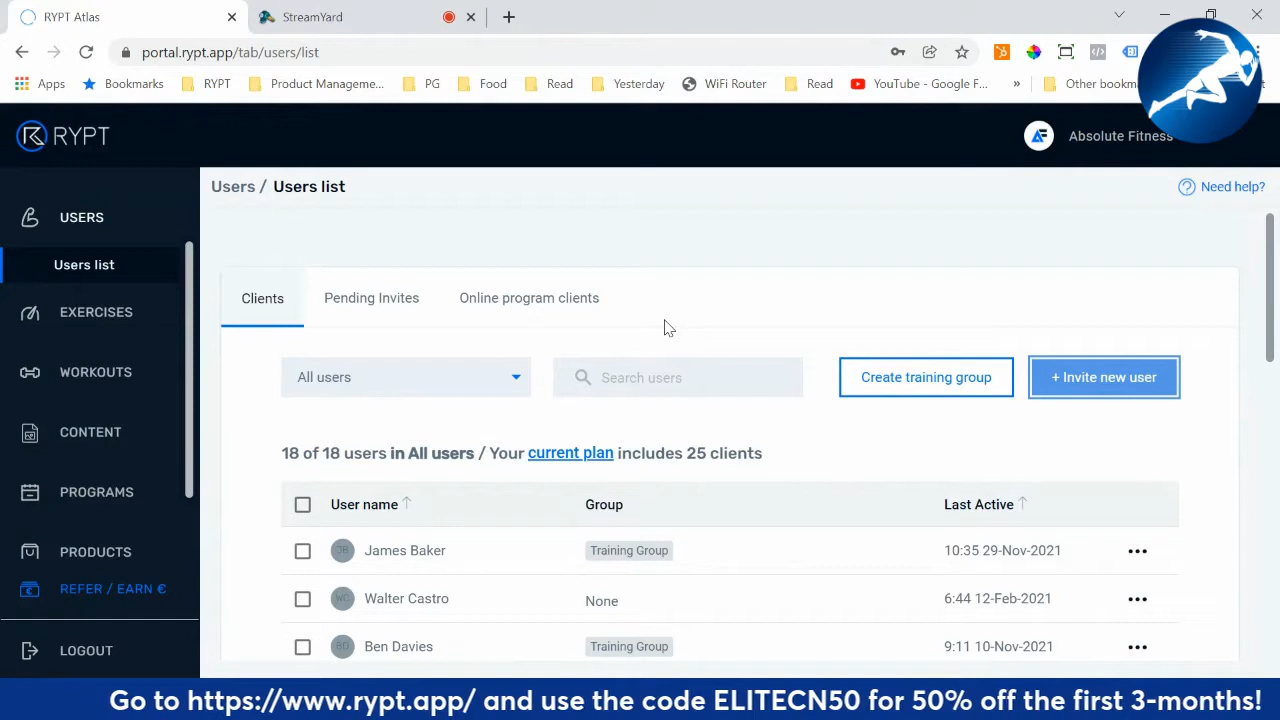 RYPT Atlas
StreamYard
portal.rypt.app/tab/users/list
Apps
Bookmarks
RYPT
Product Manageme...
PG
Food
Read
Yesterday
WiFi Router
Read
YouTube - Google F...
»
Other bookm
RYPT
Absolute Fitness
Users / Users list
Need help?
USERS
Users list
EXERCISES
WORKOUTS
CONTENT
PROGRAMS
PRODUCTS
REFER / EARN €
LOGOUT
Clients
Pending Invites
Online program clients
All users
Search users
Create training group
+ Invite new user
18 of 18 users in All users / Your current plan includes 25 clients
User name
Group
Last Active
JB
James Baker
Training Group
10:35 29-Nov-2021
WC
Walter Castro
None
6:44 12-Feb-2021
BD
Ben Davies
Training Group
9:11 10-Nov-2021
Go to https://www.rypt.app/ and use the code ELITECN50 for 50% off the first 3-months!